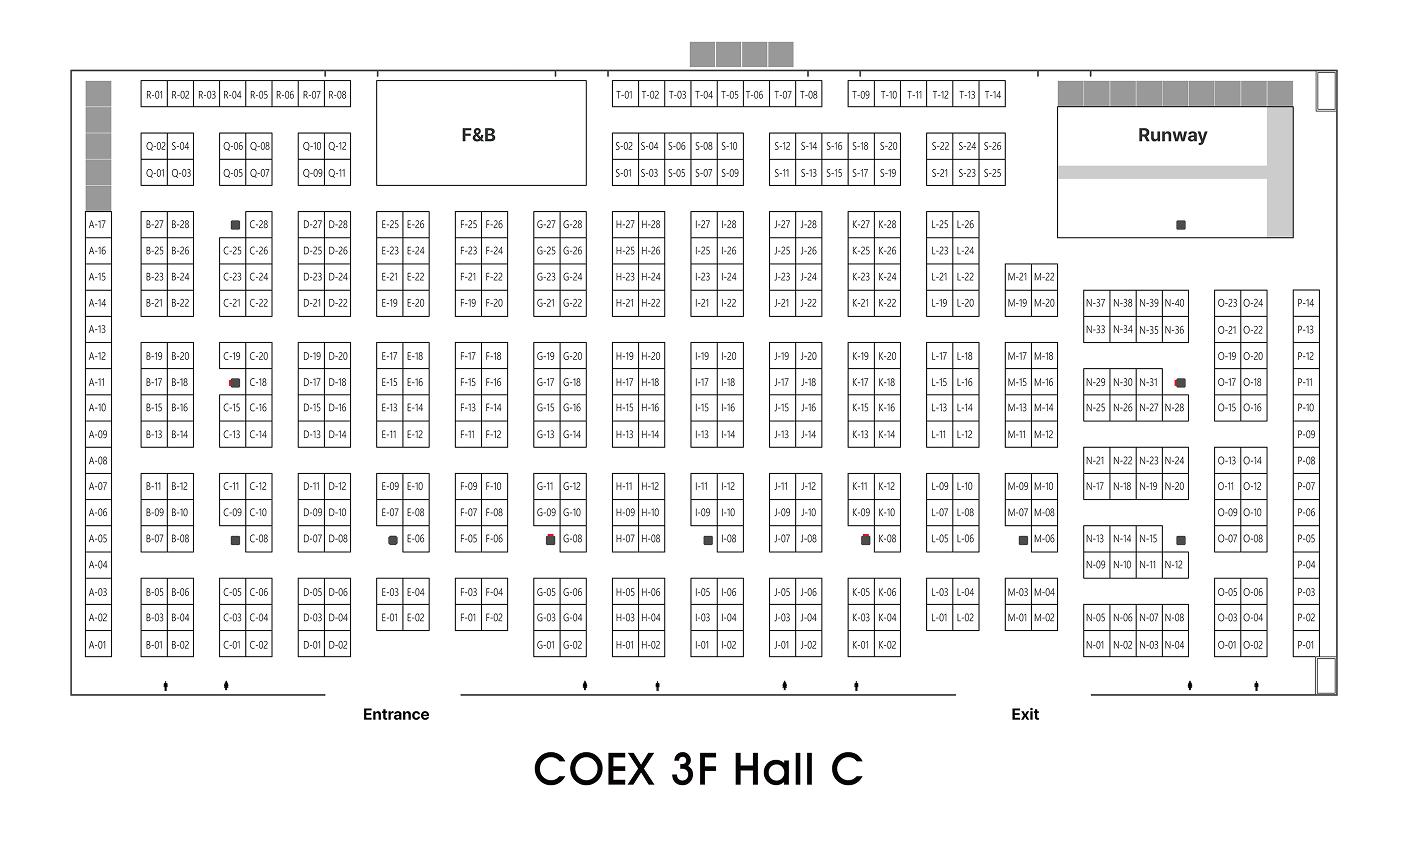 R-01 R-02 R-03 R-04 R-05 R-06 R-07 R-08 T-01 T-02 T-03 T-04 T-05 T-06 T-07 T-08 T-09 T-10 T-11 T-12 T-13 T-14
F&B Runway
Q-02 S-04 Q-06 Q-08 Q-10 Q-12 S-02 S-04 S-06 S-08 S-10 S-12 S-14 S-16 S-18 S-20 S-22 S-24 S-26
Q-01 Q-03 Q-05 Q-07 Q-09 Q-11 S-01 S-03 S-05 S-07 S-09 S-11 S-13 S-15 S-17 S-19 S-21 S-23 S-25
A-17 B-27 B-28 C-28 D-27 D-28 E-25 E-26 F-25 F-26 G-27 G-28 H-27 H-28 I-27 I-28 J-27 J-28 K-27 K-28 L-25 L-26
A-16 B-25 B-26 C-25 C-26 D-25 D-26 E-23 E-24 F-23 F-24 G-25 G-26 H-25 H-26 I-25 I-26 J-25 J-26 K-25 K-26 L-23 L-24
A-15 B-23 B-24 C-23 C-24 D-23 D-24 E-21 E-22 F-21 F-22 G-23 G-24 H-23 H-24 I-23 I-24 J-23 J-24 K-23 K-24 L-21 L-22 M-21 M-22
A-14 B-21 B-22 C-21 C-22 D-21 D-22 E-19 E-20 F-19 F-20 G-21 G-22 H-21 H-22 I-21 I-22 J-21 J-22 K-21 K-22 L-19 L-20 M-19 M-20 N-37 N-38 N-39 N-40 O-23 O-24 P-14
A-13 N-33 N-34 N-35 N-36 O-21 O-22 P-13
A-12 B-19 B-20 C-19 C-20 D-19 D-20 E-17 E-18 F-17 F-18 G-19 G-20 H-19 H-20 I-19 I-20 J-19 J-20 K-19 K-20 L-17 L-18 M-17 M-18 O-19 O-20 P-12
A-11 B-17 B-18 C-18 D-17 D-18 E-15 E-16 F-15 F-16 G-17 G-18 H-17 H-18 I-17 I-18 J-17 J-18 K-17 K-18 L-15 L-16 M-15 M-16 N-29 N-30 N-31 O-17 O-18 P-11
A-10 B-15 B-16 C-15 C-16 D-15 D-16 E-13 E-14 F-13 F-14 G-15 G-16 H-15 H-16 I-15 I-16 J-15 J-16 K-15 K-16 L-13 L-14 M-13 M-14 N-25 N-26 N-27 N-28 O-15 O-16 P-10
A-09 B-13 B-14 C-13 C-14 D-13 D-14 E-11 E-12 F-11 F-12 G-13 G-14 H-13 H-14 I-13 I-14 J-13 J-14 K-13 K-14 L-11 L-12 M-11 M-12 P-09
A-08 N-21 N-22 N-23 N-24 O-13 O-14 P-08
A-07 B-11 B-12 C-11 C-12 D-11 D-12 E-09 E-10 F-09 F-10 G-11 G-12 H-11 H-12 I-11 I-12 J-11 J-12 K-11 K-12 L-09 L-10 M-09 M-10 N-17 N-18 N-19 N-20 O-11 O-12 P-07
A-06 B-09 B-10 C-09 C-10 D-09 D-10 E-07 E-08 F-07 F-08 G-09 G-10 H-09 H-10 I-09 I-10 J-09 J-10 K-09 K-10 L-07 L-08 M-07 M-08 O-09 O-10 P-06
A-05 B-07 B-08 C-08 D-07 D-08 E-06 F-05 F-06 G-08 H-07 H-08 I-08 J-07 J-08 K-08 L-05 L-06 M-06 N-13 N-14 N-15 O-07 O-08 P-05
A-04 N-09 N-10 N-11 N-12 P-04
A-03 B-05 B-06 C-05 C-06 D-05 D-06 E-03 E-04 F-03 F-04 G-05 G-06 H-05 H-06 I-05 I-06 J-05 J-06 K-05 K-06 L-03 L-04 M-03 M-04 O-05 O-06 P-03
A-02 B-03 B-04 C-03 C-04 D-03 D-04 E-01 E-02 F-01 F-02 G-03 G-04 H-03 H-04 I-03 I-04 J-03 J-04 K-03 K-04 L-01 L-02 M-01 M-02 N-05 N-06 N-07 N-08 O-03 O-04 P-02
A-01 B-01 B-02 C-01 C-02 D-01 D-02 G-01 G-02 H-01 H-02 I-01 I-02 J-01 J-02 K-01 K-02 N-01 N-02 N-03 N-04 O-01 O-02 P-01
Entrance Exit
COEX 3F Hall C